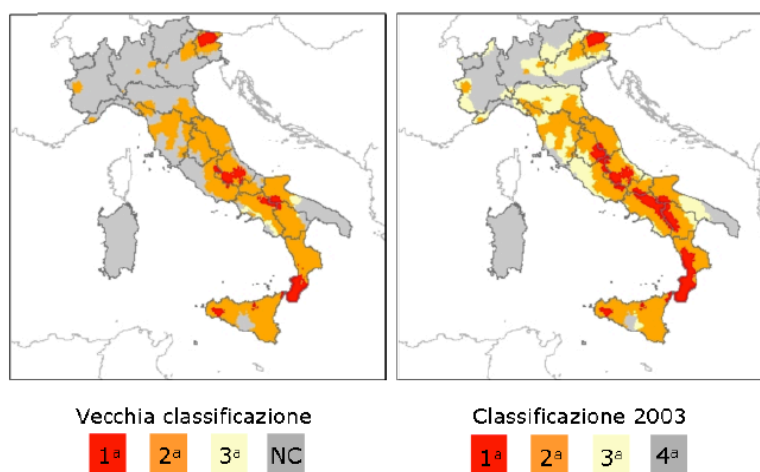 Vecchia classificazione
1ª 2ª 3ª NC
Classificazione 2003
1ª 2ª 3ª 4ª